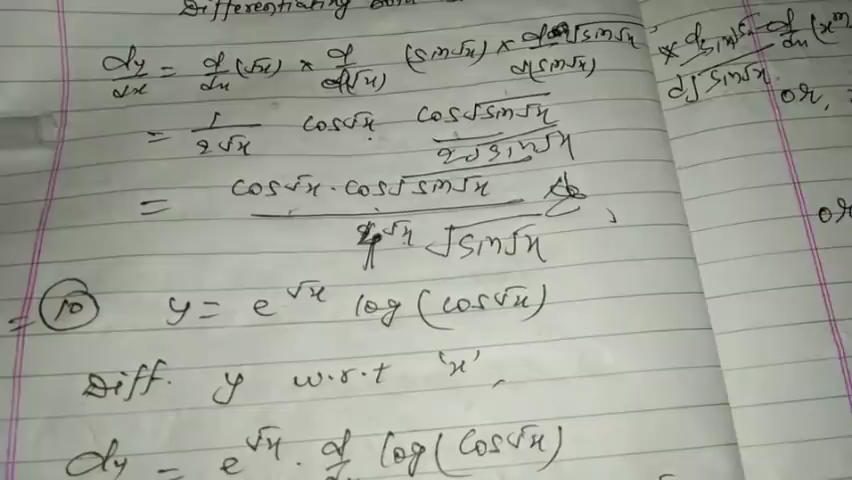 Differentiating
dy/dx = d/dx (√x) × d/d(√x) (sin√x) × d√sin√x / d(sin√x)
= 1/2√x cos√x cos√sin√x / 2√sin√x
= cos√x · cos√sin√x / 4√x √sin√x
or,
= 10 y = e^√x log (cos√x)
Diff. y w.r.t 'x',
dy = e^√x · d log (cos√x)